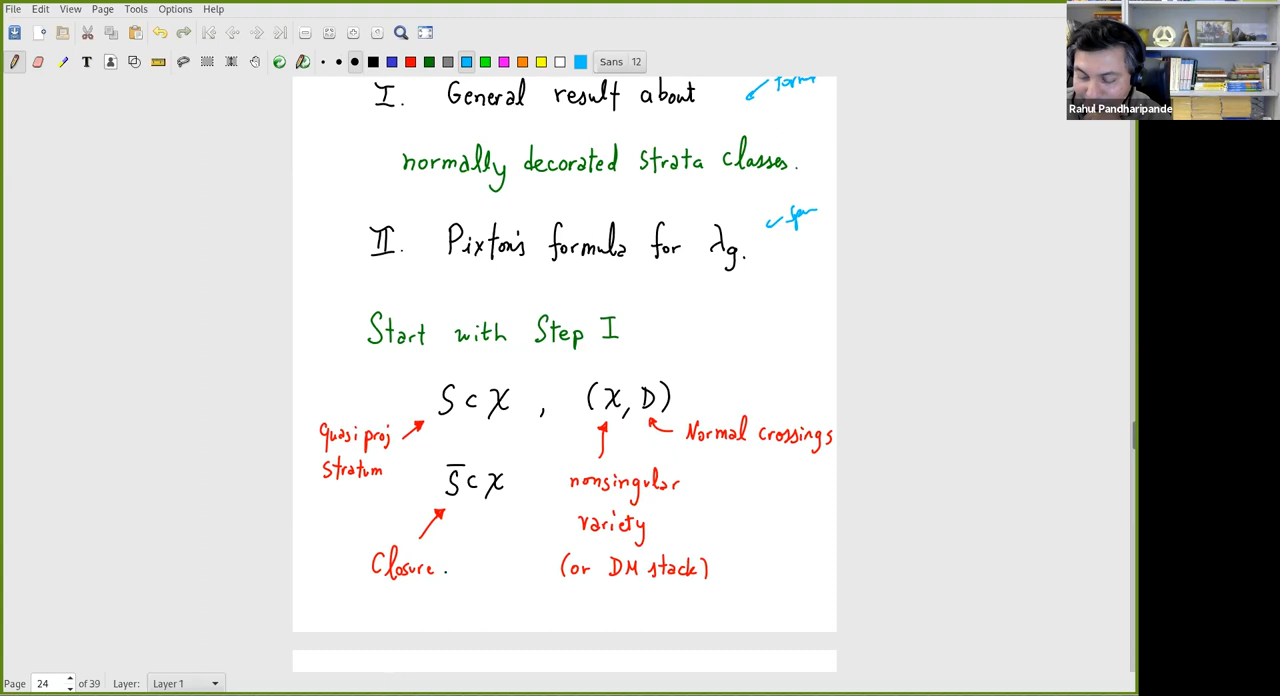 File Edit View Page Tools Options Help
Sans 12
Rahul Pandharipande
I. General result about
normally decorated strata classes.
II. Pixton's formula for λg.
Start with Step I
S ⊂ X , (X, D)
Quasi proj
stratum
Normal crossings
S̄ ⊂ X
nonsingular
variety
(or DM stack)
Closure.
Page 24 of 39 Layer: Layer 1